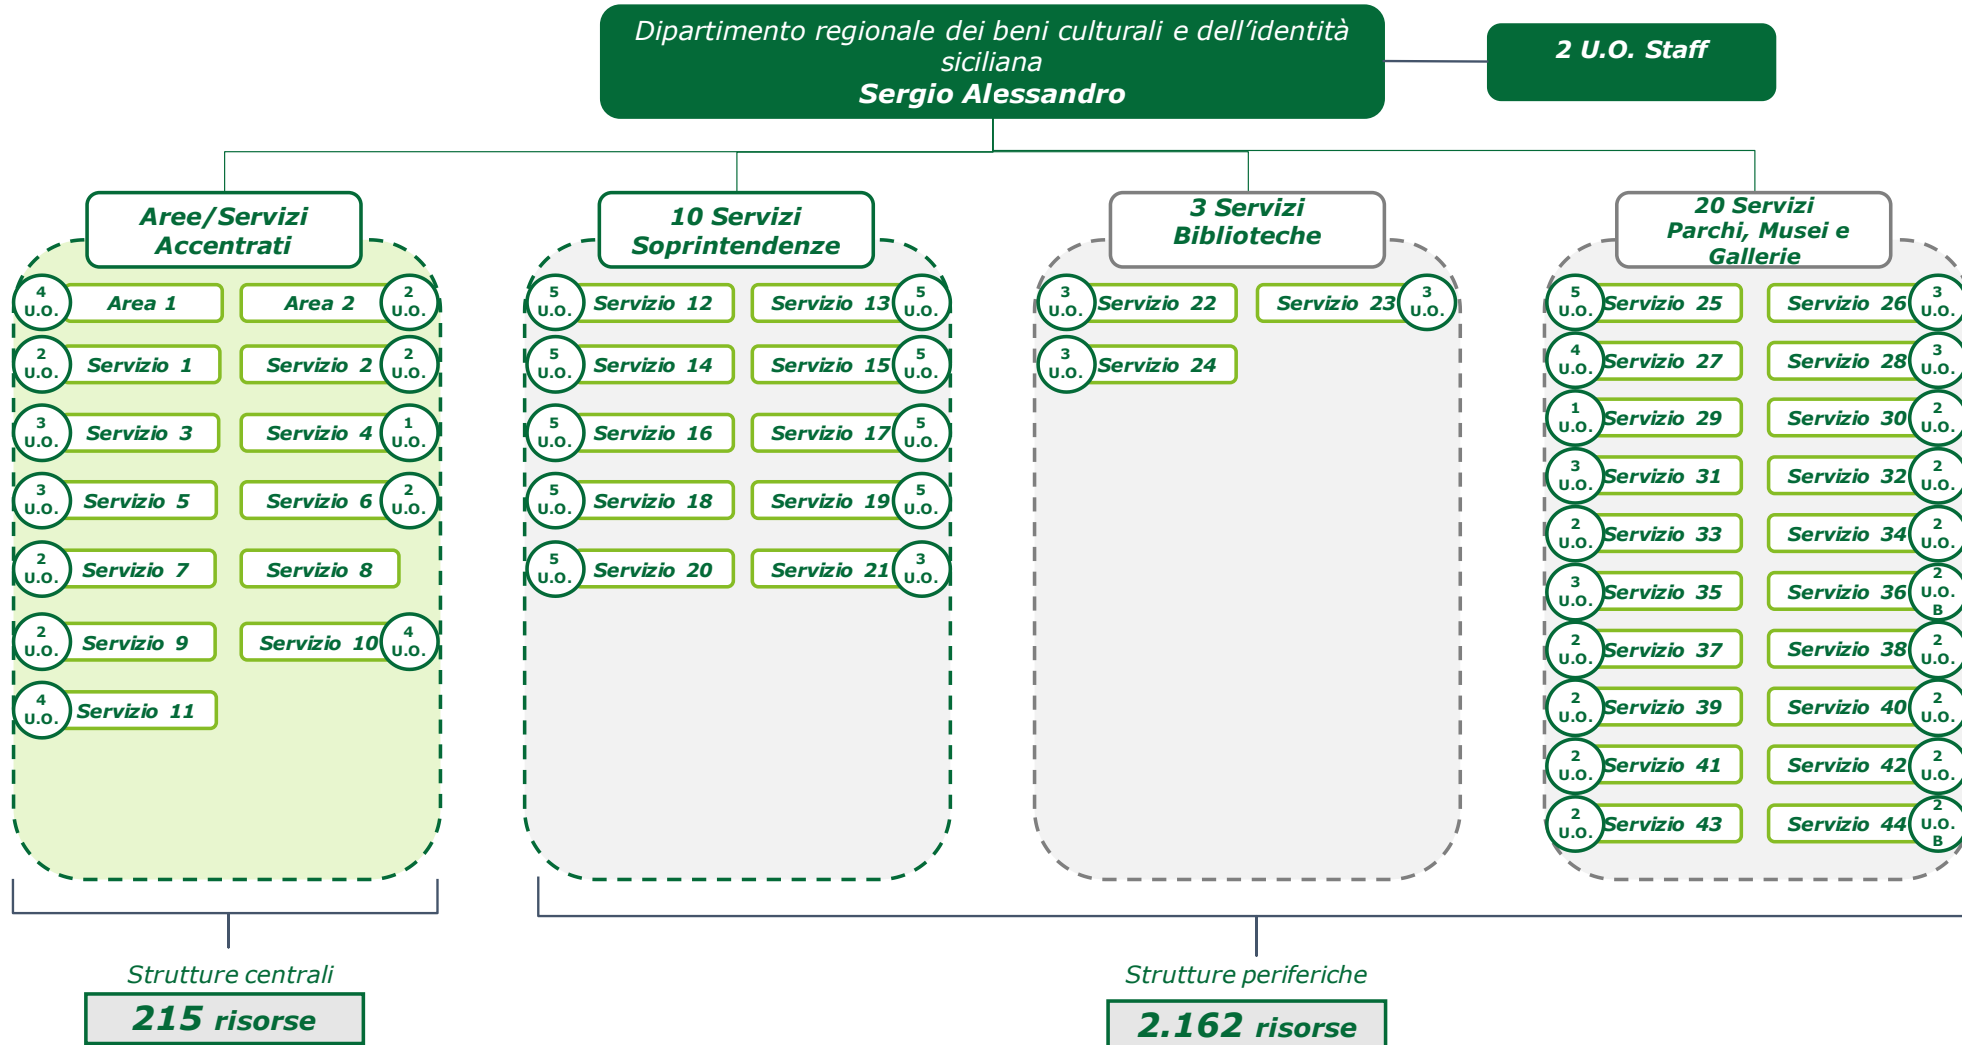 Dipartimento regionale dei beni culturali e dell'identità
siciliana
Sergio Alessandro
2 U.O. Staff
Aree/Servizi
Accentrati
4
U.O.
Area 1
Area 2
2
U.O.
2
U.O.
Servizio 1
Servizio 2
2
U.O.
3
U.O.
Servizio 3
Servizio 4
1
U.O.
3
U.O.
Servizio 5
Servizio 6
2
U.O.
2
U.O.
Servizio 7
Servizio 8
2
U.O.
Servizio 9
Servizio 10
4
U.O.
4
U.O.
Servizio 11
10 Servizi
Soprintendenze
5
U.O.
Servizio 12
Servizio 13
5
U.O.
5
U.O.
Servizio 14
Servizio 15
5
U.O.
5
U.O.
Servizio 16
Servizio 17
5
U.O.
5
U.O.
Servizio 18
Servizio 19
5
U.O.
5
U.O.
Servizio 20
Servizio 21
3
U.O.
3 Servizi
Biblioteche
3
U.O.
Servizio 22
Servizio 23
3
U.O.
3
U.O.
Servizio 24
20 Servizi
Parchi, Musei e
Gallerie
5
U.O.
Servizio 25
Servizio 26
3
U.O.
4
U.O.
Servizio 27
Servizio 28
3
U.O.
1
U.O.
Servizio 29
Servizio 30
2
U.O.
3
U.O.
Servizio 31
Servizio 32
2
U.O.
2
U.O.
Servizio 33
Servizio 34
2
U.O.
3
U.O.
Servizio 35
Servizio 36
2
U.O.
B
2
U.O.
Servizio 37
Servizio 38
2
U.O.
2
U.O.
Servizio 39
Servizio 40
2
U.O.
2
U.O.
Servizio 41
Servizio 42
2
U.O.
2
U.O.
Servizio 43
Servizio 44
2
U.O.
B
Strutture centrali
215 risorse
Strutture periferiche
2.162 risorse